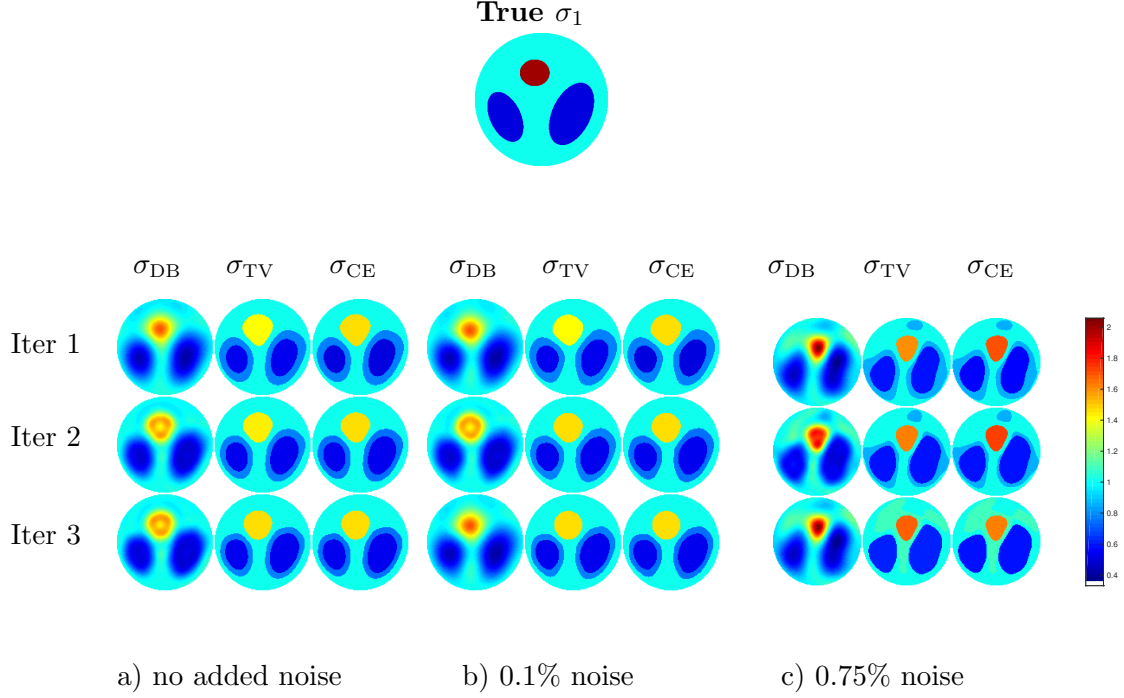 True σ₁
σDB σTV σCE σDB σTV σCE σDB σTV σCE
Iter 1
Iter 2
Iter 3
2
1.8
1.6
1.4
1.2
1
0.8
0.6
0.4
a) no added noise b) 0.1% noise c) 0.75% noise